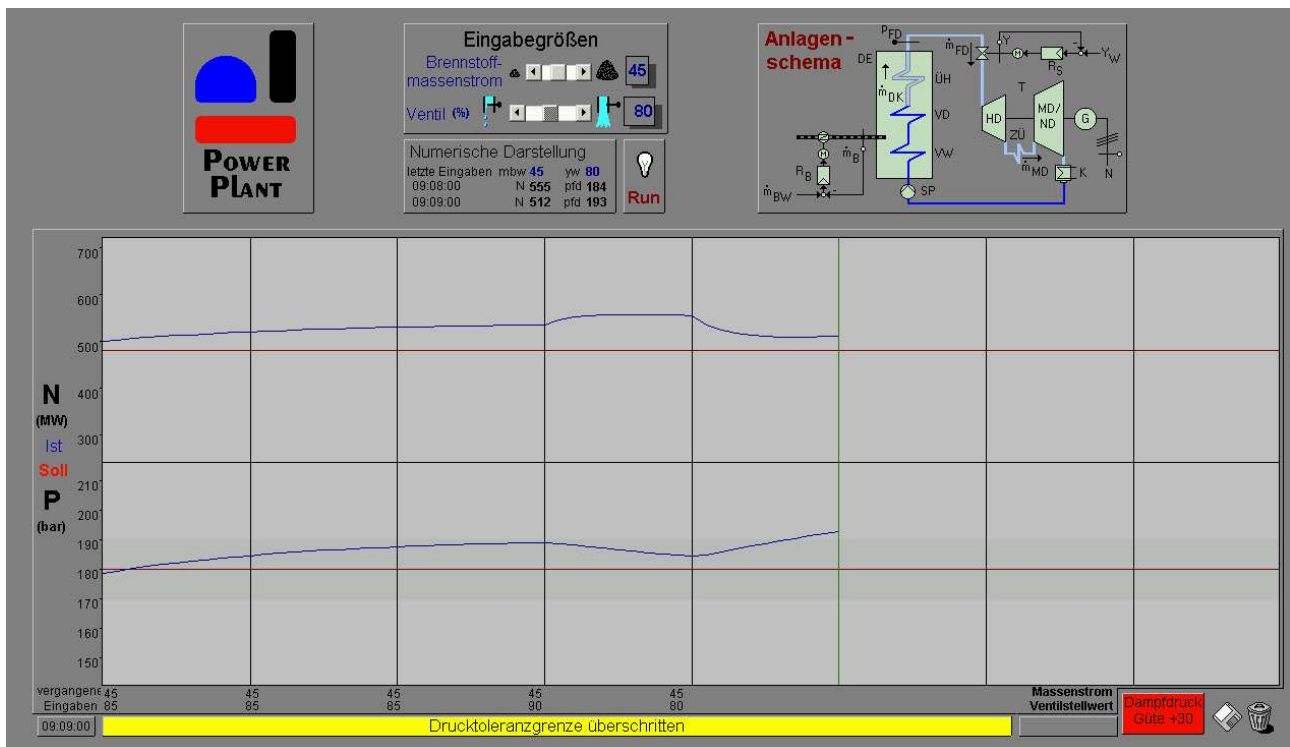 POWER
PLANT
Eingabegrößen
Brennstoff-
massenstrom
45
Ventil (%)
80
Numerische Darstellung
letzte Eingaben mbw 45 yw 80
09:08:00 N 555 pfd 184
09:09:00 N 512 pfd 193
Run
Anlagen-
schema
PFD
ṁFD
Y
M
RS
YW
DE
ÜH
ṁDK
VD
VW
T
HD
MD/
ND
G
ZÜ
ṁMD
K
N
M
ṁB
RB
ṁBW
SP
700
600
500
N
400
(MW)
Ist
300
Soll
210
P
200
(bar)
190
180
170
160
150
vergangene 45 45 45 45 45
Eingaben 85 85 85 90 80
Massenstrom
Ventilstellwert
Dampfdruck
Güte +30
09:09:00
Drucktoleranzgrenze überschritten